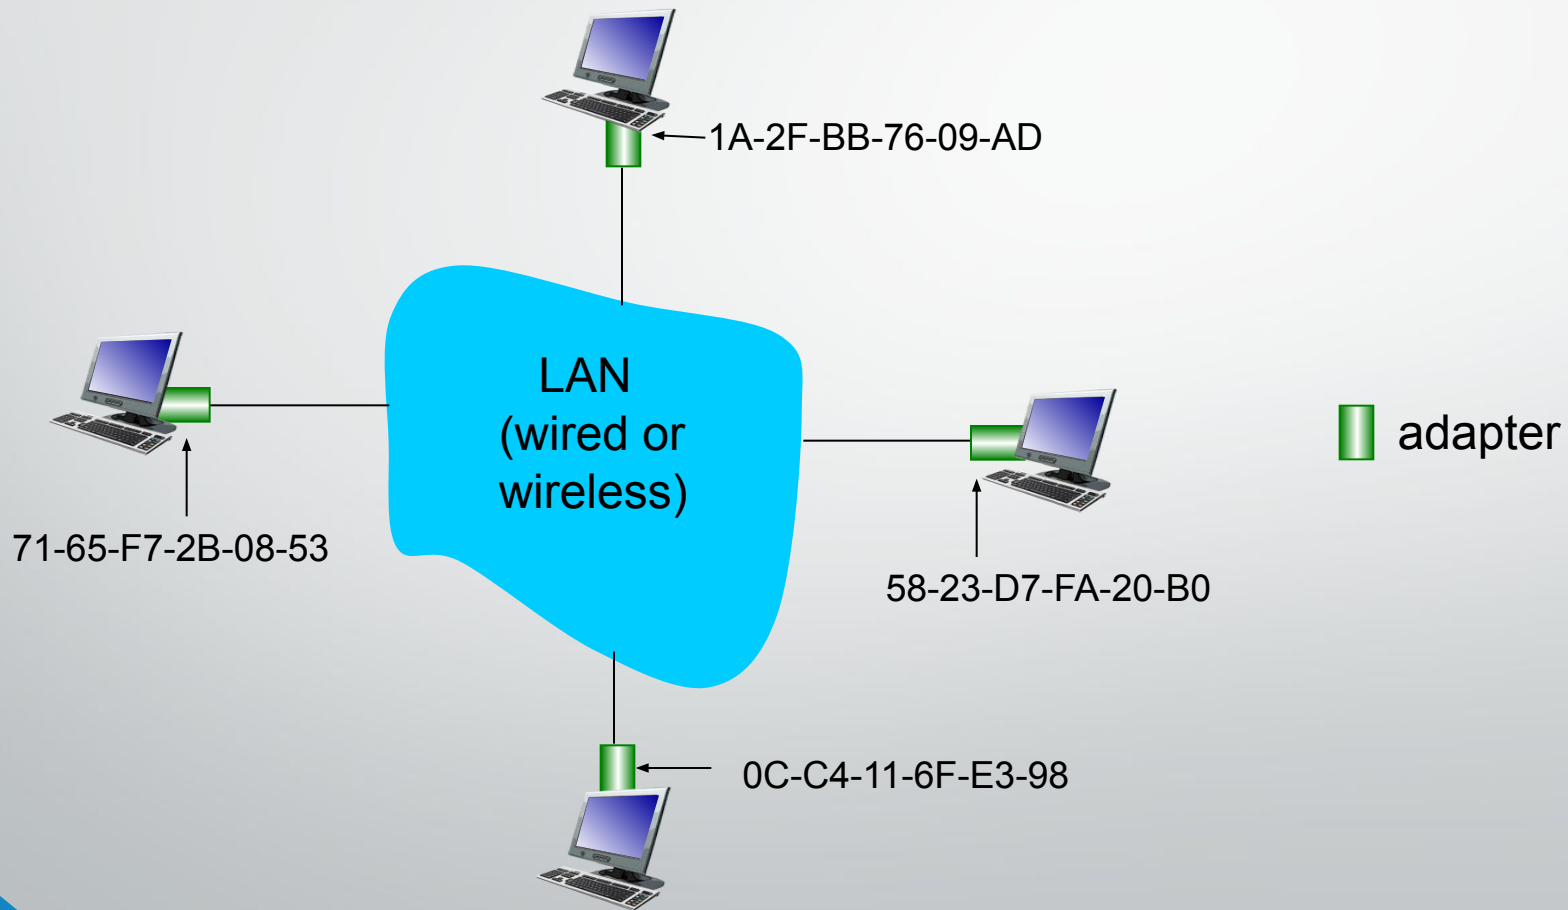 1A-2F-BB-76-09-AD
LAN
(wired or
wireless)
adapter
71-65-F7-2B-08-53
58-23-D7-FA-20-B0
0C-C4-11-6F-E3-98